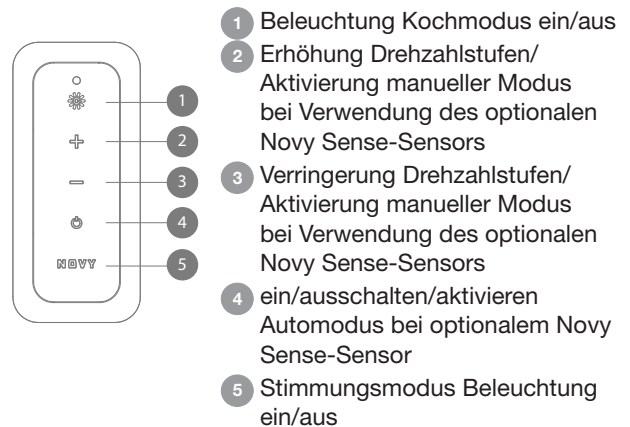 1
2
3
4
NOVY 5
1 Beleuchtung Kochmodus ein/aus
2 Erhöhung Drehzahlstufen/
Aktivierung manueller Modus
bei Verwendung des optionalen
Novy Sense-Sensors
3 Verringerung Drehzahlstufen/
Aktivierung manueller Modus
bei Verwendung des optionalen
Novy Sense-Sensors
4 ein/ausschalten/aktivieren
Automodus bei optionalem Novy
Sense-Sensor
5 Stimmungsmodus Beleuchtung
ein/aus